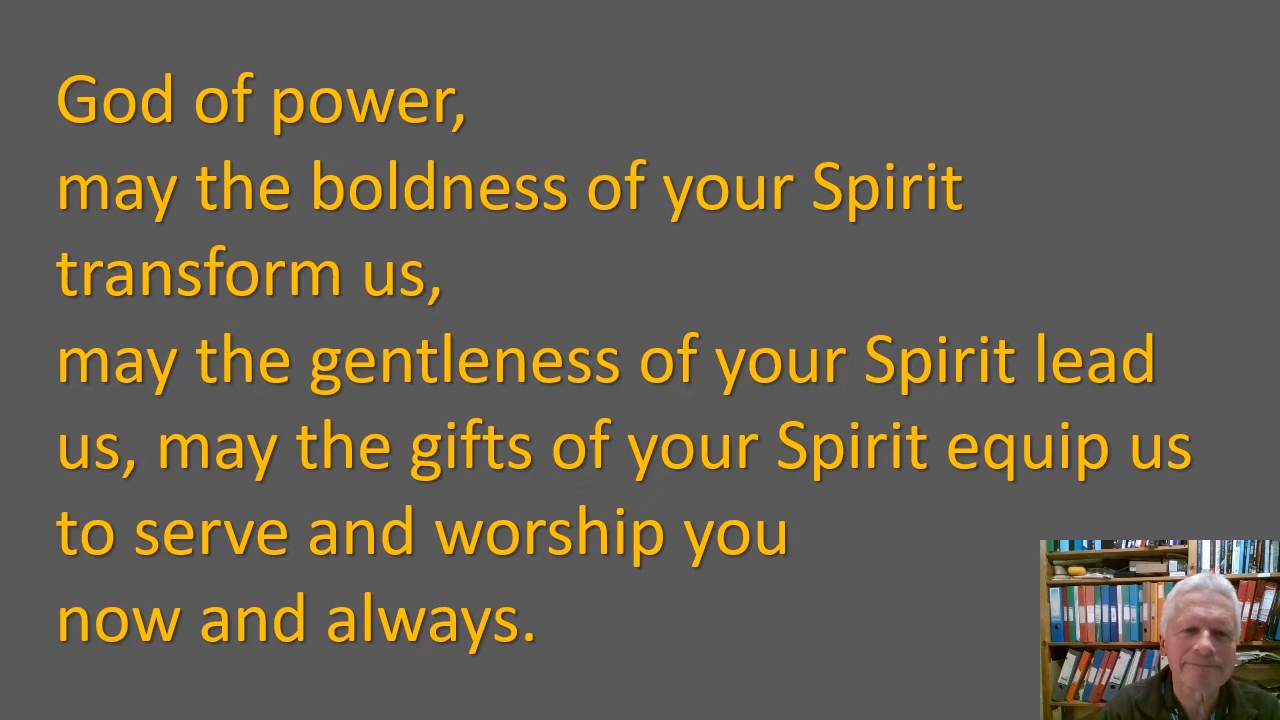 God of power,
may the boldness of your Spirit
transform us,
may the gentleness of your Spirit lead
us, may the gifts of your Spirit equip us
to serve and worship you
now and always.